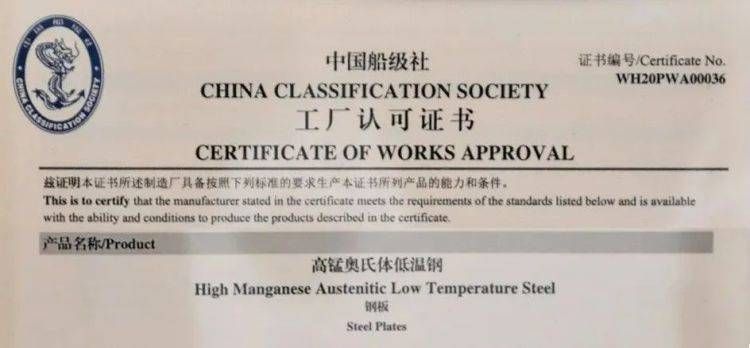 中国船级社
CHINA CLASSIFICATION SOCIETY
证书编号/Certificate No.
WH20PWA00036
工厂认可证书
CERTIFICATE OF WORKS APPROVAL
CHINA CLASSIFICATION SOCIETY
兹证明本证书所述制造厂具备按照下列标准的要求生产本证书所列产品的能力和条件。
This is to certify that the manufacturer stated in the certificate meets the requirements of the standards listed below and is available
with the ability and conditions to produce the products described in the certificate.
产品名称/Product
高锰奥氏体低温钢
High Manganese Austenitic Low Temperature Steel
钢板
Steel Plates